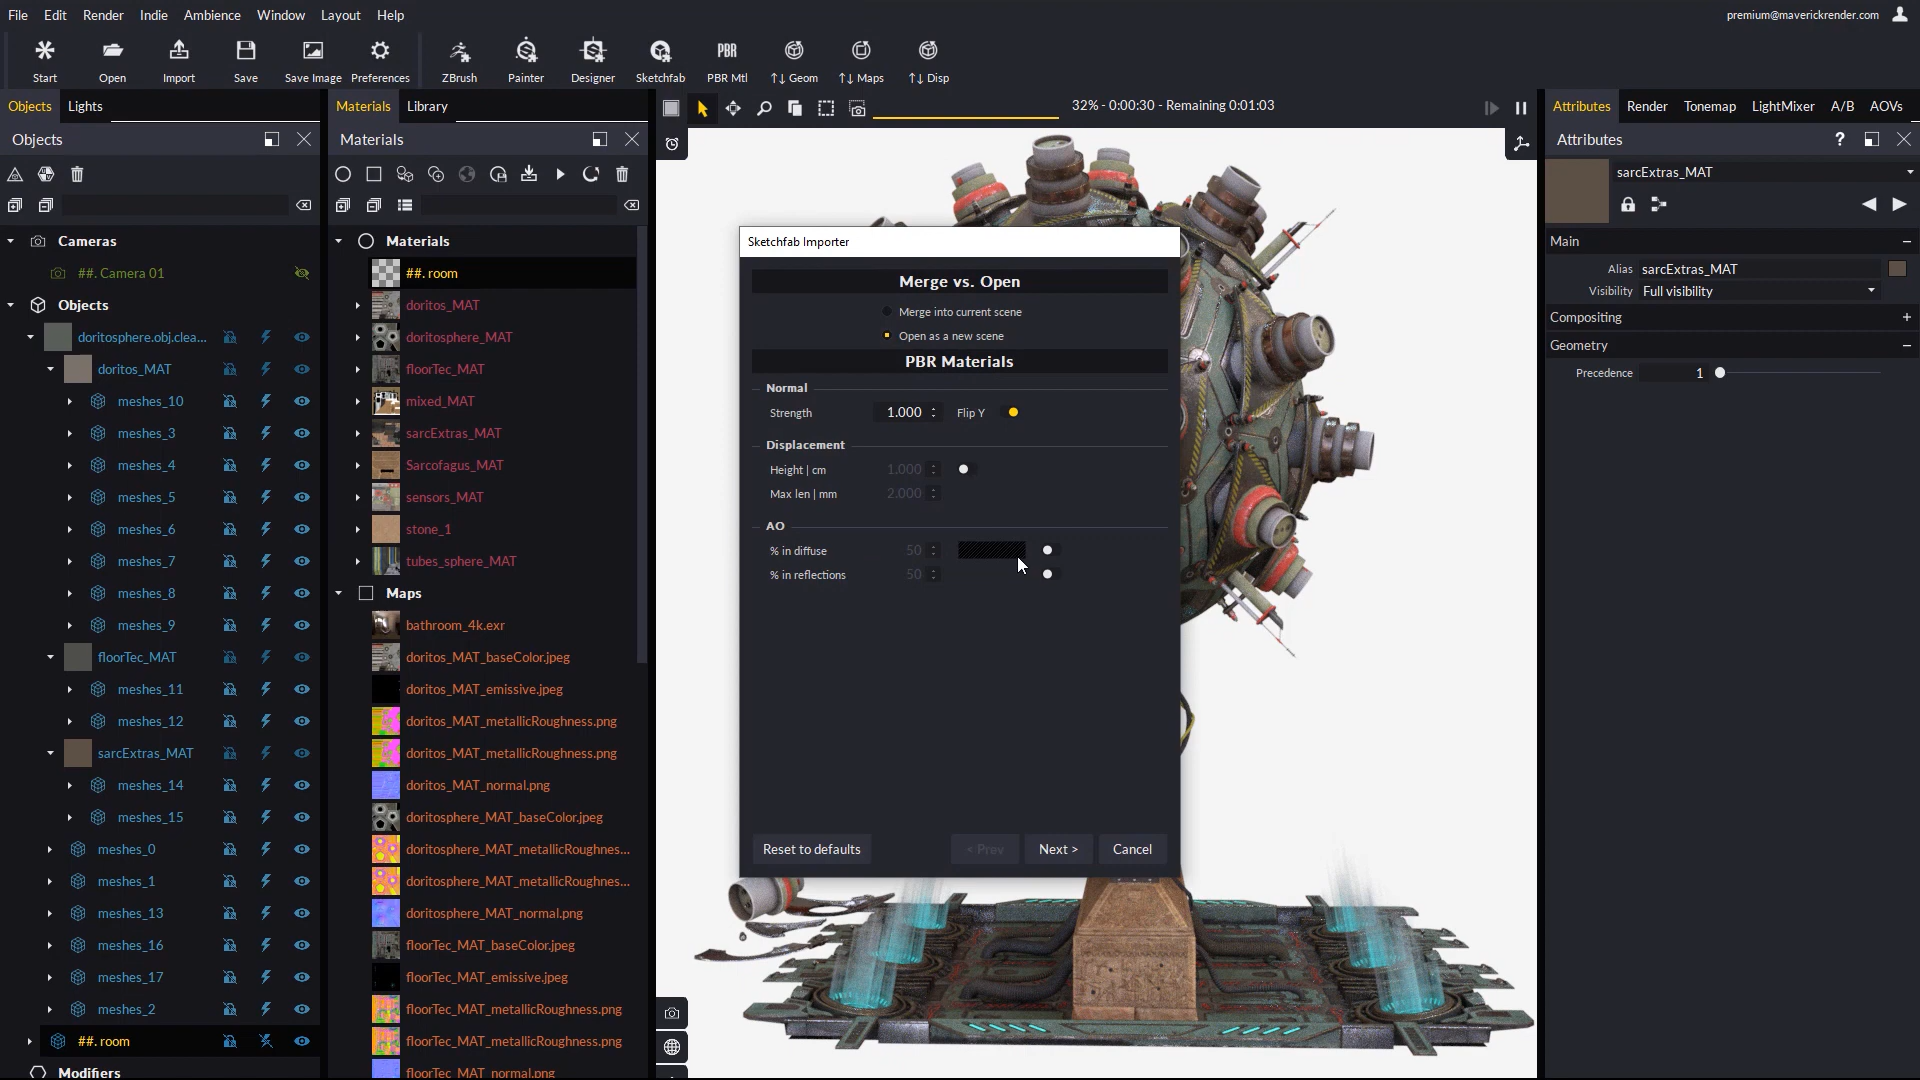 File Edit Render Indie Ambience Window Layout Help
premium@maverickrender.com
Start Open Import Save Save Image Preferences ZBrush Painter Designer Sketchfab PBR Mtl ↑↓ Geom ↑↓ Maps ↑↓ Disp
PBR
Objects Lights
Objects
Cameras
##. Camera 01
Objects
doritosphere.obj.clea...
doritos_MAT
meshes_10
meshes_3
meshes_4
meshes_5
meshes_6
meshes_7
meshes_8
meshes_9
floorTec_MAT
meshes_11
meshes_12
sarcExtras_MAT
meshes_14
meshes_15
meshes_0
meshes_1
meshes_13
meshes_16
meshes_17
meshes_2
##. room
Modifiers
Materials Library
Materials
Materials
##. room
doritos_MAT
doritosphere_MAT
floorTec_MAT
mixed_MAT
sarcExtras_MAT
Sarcofagus_MAT
sensors_MAT
stone_1
tubes_sphere_MAT
Maps
bathroom_4k.exr
doritos_MAT_baseColor.jpeg
doritos_MAT_emissive.jpeg
doritos_MAT_metallicRoughness.png
doritos_MAT_metallicRoughness.png
doritos_MAT_normal.png
doritosphere_MAT_baseColor.jpeg
doritosphere_MAT_metallicRoughnes...
doritosphere_MAT_metallicRoughnes...
doritosphere_MAT_normal.png
floorTec_MAT_baseColor.jpeg
floorTec_MAT_emissive.jpeg
floorTec_MAT_metallicRoughness.png
floorTec_MAT_metallicRoughness.png
floorTec_MAT_normal.png
32% - 0:00:30 - Remaining 0:01:03
Sketchfab Importer
Merge vs. Open
Merge into current scene
Open as a new scene
PBR Materials
Normal
Strength 1.000 Flip Y
Displacement
Height | cm 1.000
Max len | mm 2.000
AO
% in diffuse 50
% in reflections 50
Reset to defaults < Prev Next > Cancel
Attributes Render Tonemap LightMixer A/B AOVs
Attributes ?
sarcExtras_MAT
Main
Alias sarcExtras_MAT
Visibility Full visibility
Compositing
Geometry
Precedence 1